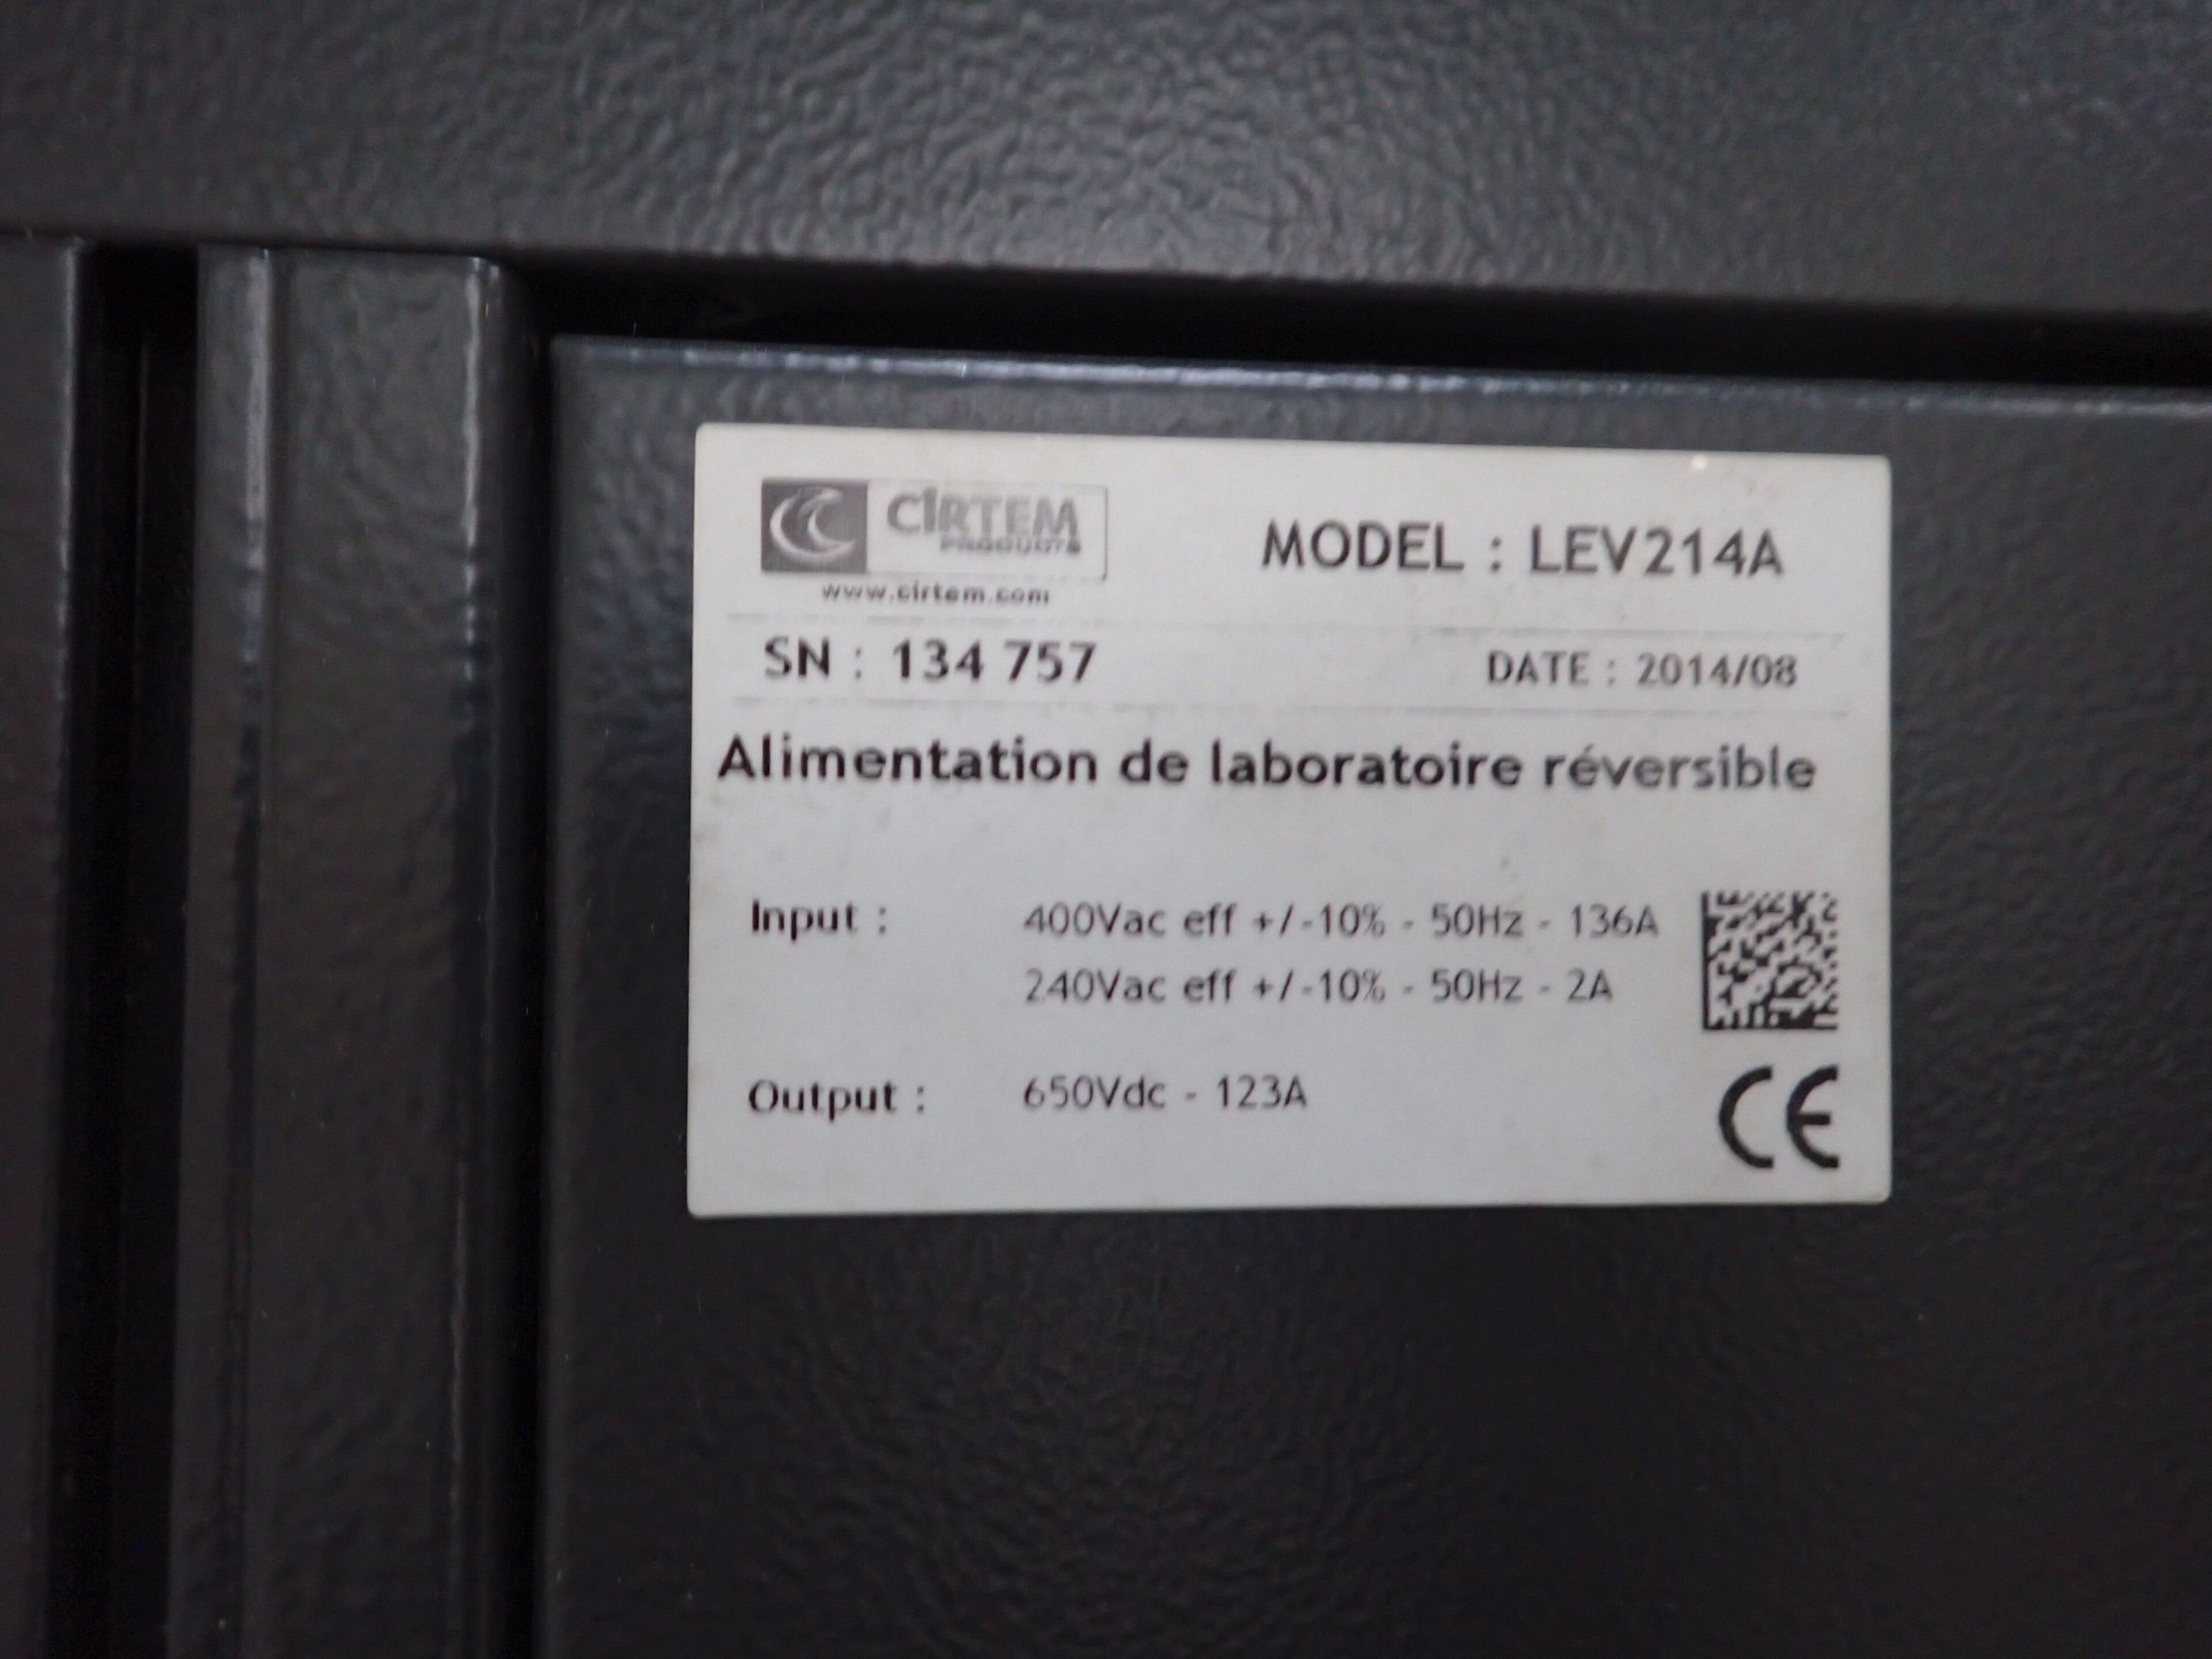 CiRTEM
PRODUCTS
www.cirtem.com
MODEL : LEV214A
SN : 134 757
DATE : 2014/08
Alimentation de laboratoire réversible
Input : 400Vac eff +/-10% - 50Hz - 136A
240Vac eff +/-10% - 50Hz - 2A
Output : 650Vdc - 123A
CE